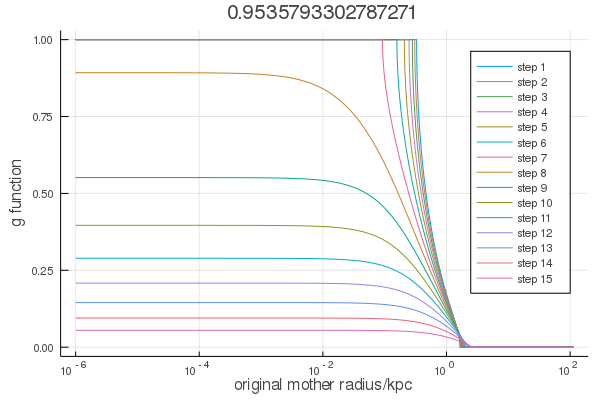 0.9535793302787271
g function
1.00
0.75
0.50
0.25
0.00
step 1
step 2
step 3
step 4
step 5
step 6
step 7
step 8
step 9
step 10
step 11
step 12
step 13
step 14
step 15
10^-6 10^-4 10^-2 10^0 10^2
original mother radius/kpc